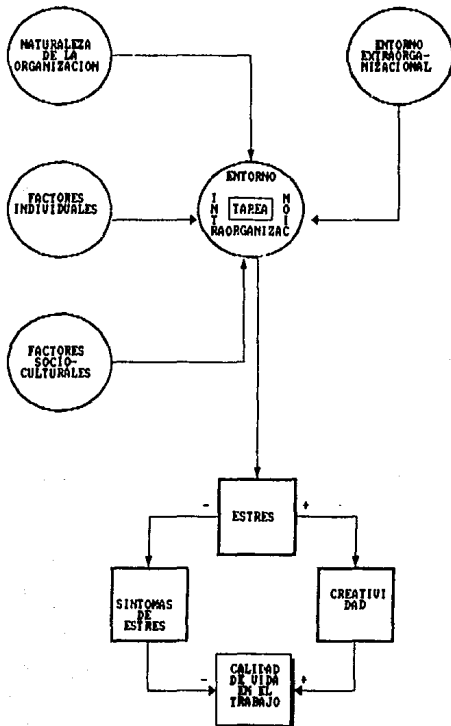 NATURALEZA
DE LA
ORGANIZACION
ENTORNO
EXTRAORGA-
NIZACIONAL
FACTORES
INDIVIDUALES
ENTORNO
INTRAORGANIZACION
TAREA
FACTORES
SOCIO-
CULTURALES
ESTRES
- +
SINTOMAS
DE
ESTRES
CREATIVI
DAD
- +
CALIDAD
DE VIDA
EN EL
TRABAJO